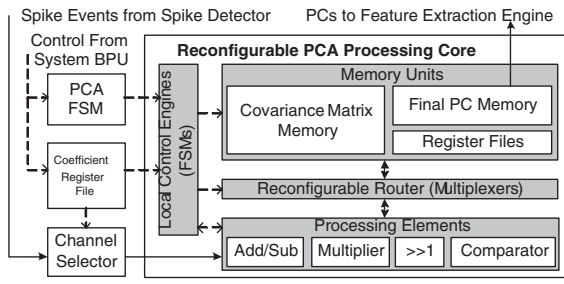 Spike Events from Spike Detector
PCs to Feature Extraction Engine
Control From
System BPU
Reconfigurable PCA Processing Core
PCA
FSM
Local Control Engines
(FSMs)
Memory Units
Covariance Matrix
Memory
Final PC Memory
Register Files
Coefficient
Register
File
Reconfigurable Router (Multiplexers)
Channel
Selector
Processing Elements
Add/Sub
Multiplier
>>1
Comparator